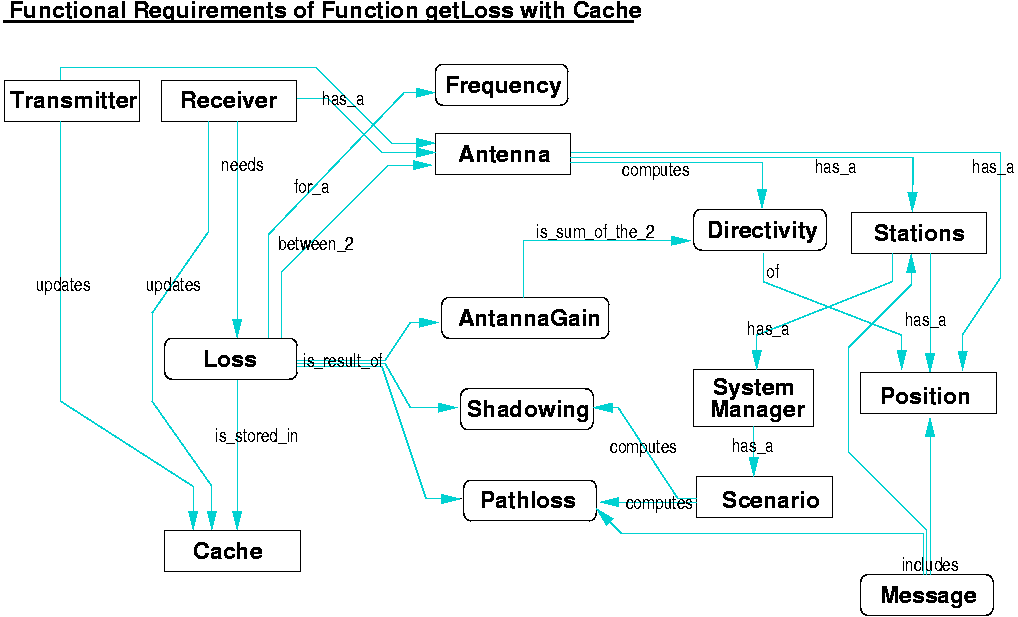 Functional Requirements of Function getLoss with Cache
Frequency
Transmitter
Receiver
has_a
Antenna
needs
computes
has_a
has_a
for_a
is_sum_of_the_2
Directivity
Stations
between_2
of
updates
updates
AntannaGain
has_a
has_a
Loss
is_result_of
System
Manager
Position
Shadowing
is_stored_in
computes
has_a
Pathloss
computes
Scenario
Cache
includes
Message